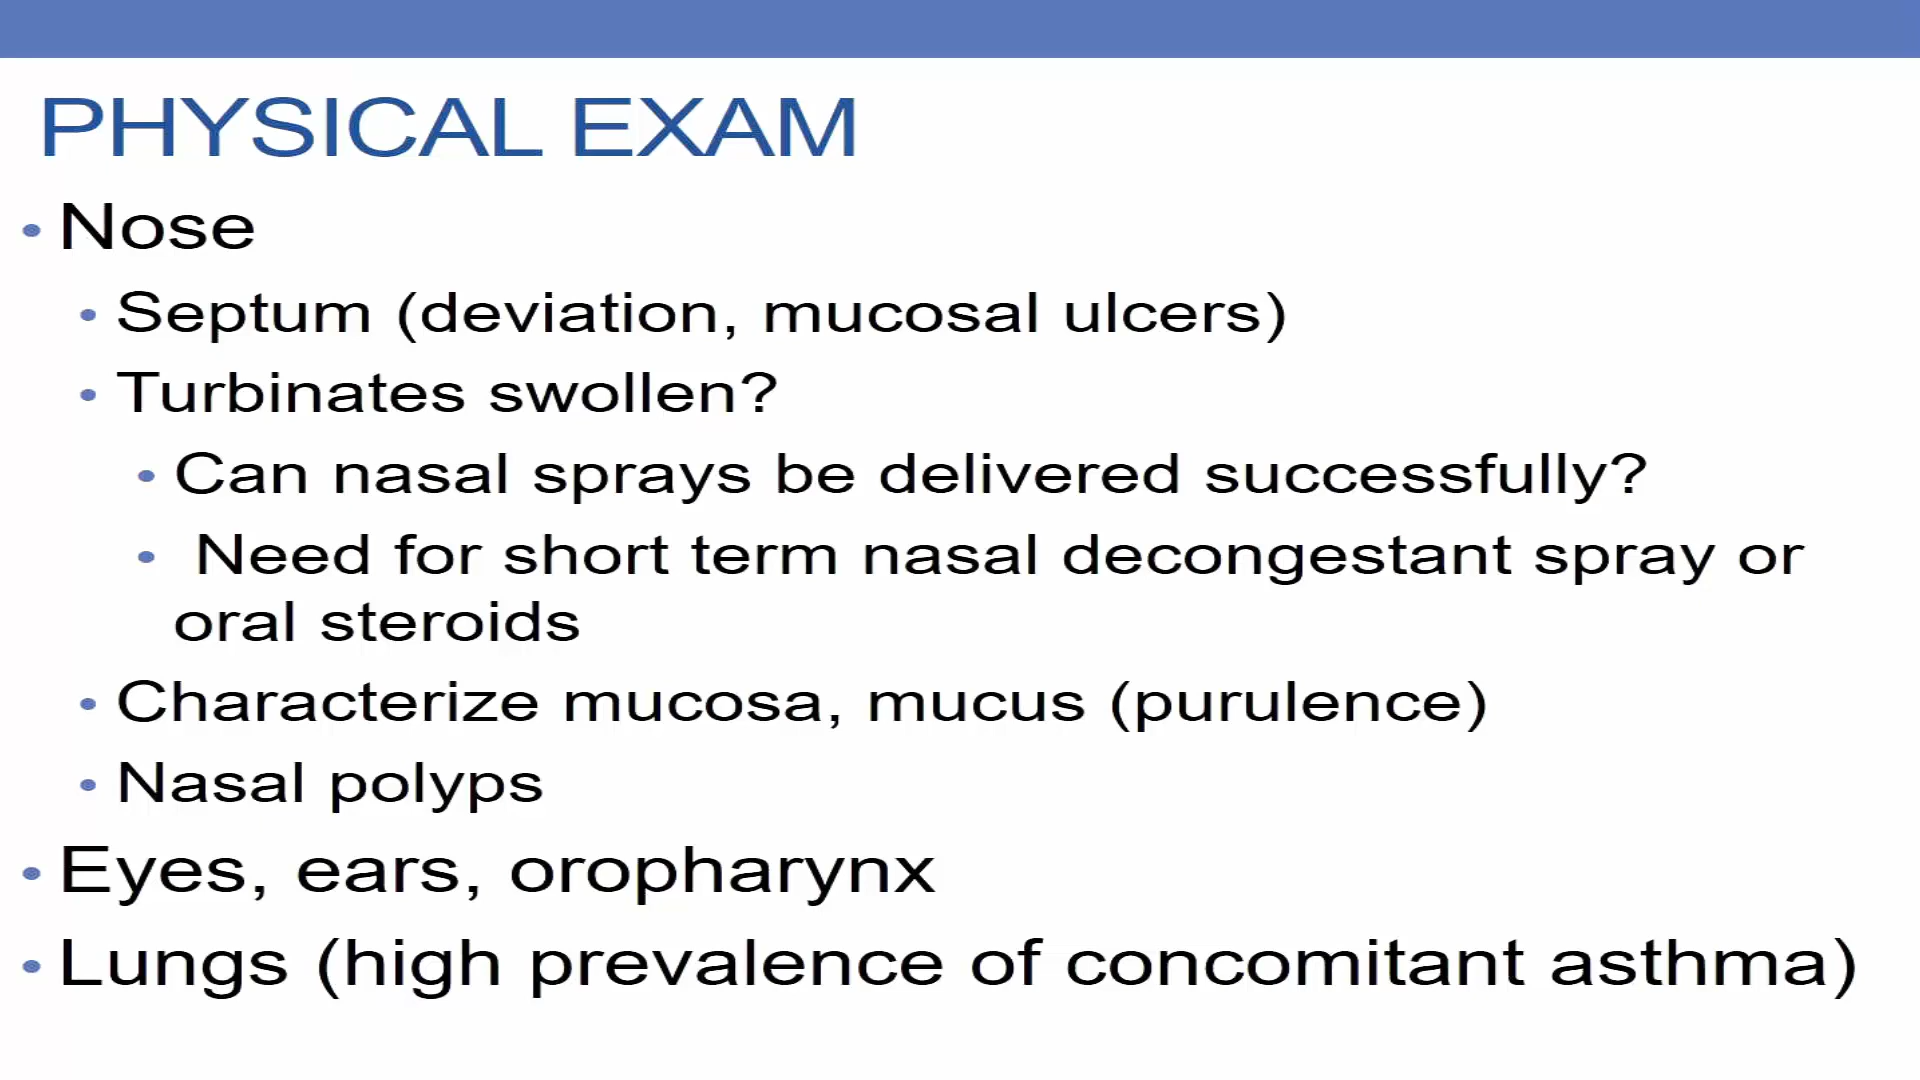 PHYSICAL EXAM
• Nose
• Septum (deviation, mucosal ulcers)
• Turbinates swollen?
• Can nasal sprays be delivered successfully?
• Need for short term nasal decongestant spray or
oral steroids
• Characterize mucosa, mucus (purulence)
• Nasal polyps
• Eyes, ears, oropharynx
• Lungs (high prevalence of concomitant asthma)